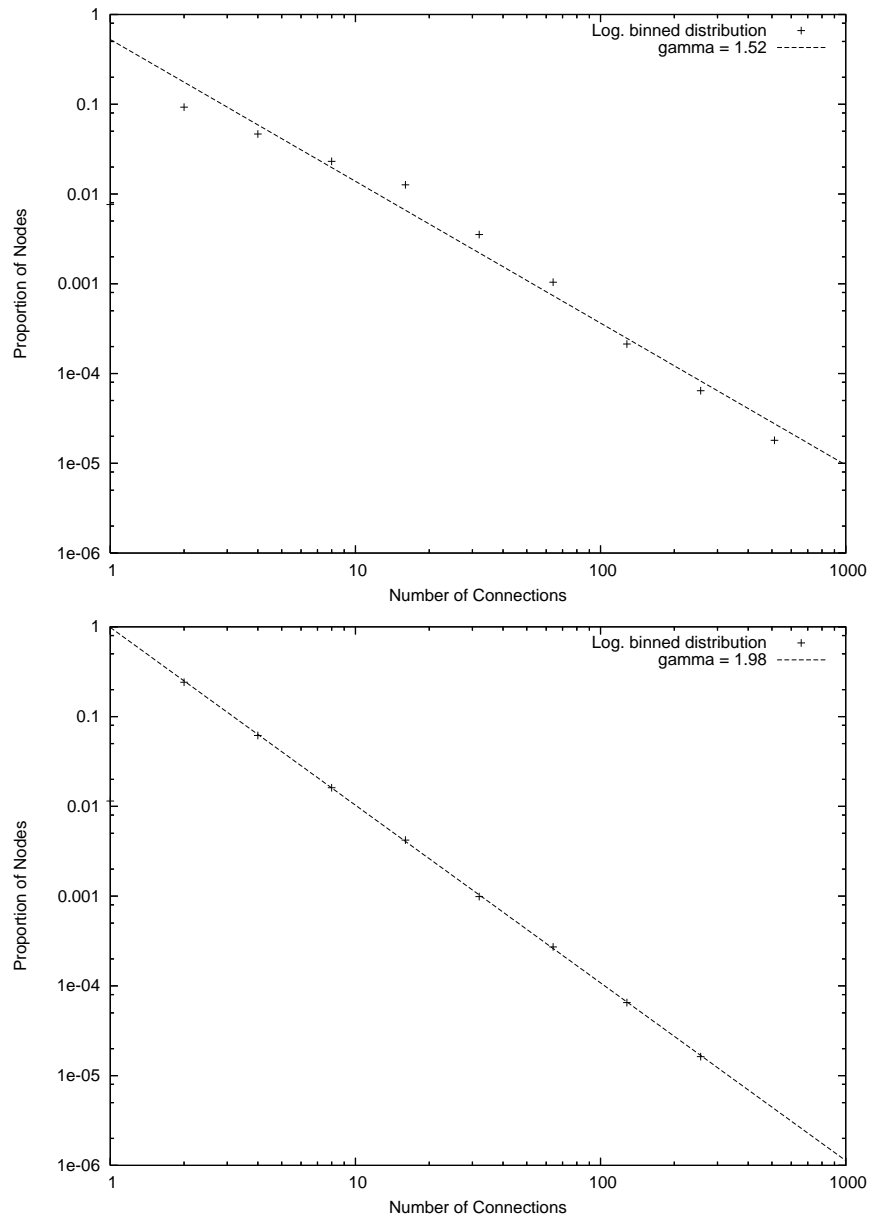 1
0.1
0.01
0.001
1e-04
1e-05
1e-06
Proportion of Nodes
Log. binned distribution
gamma = 1.52
1 10 100 1000
Number of Connections
1
0.1
0.01
0.001
1e-04
1e-05
1e-06
Proportion of Nodes
Log. binned distribution
gamma = 1.98
1 10 100 1000
Number of Connections